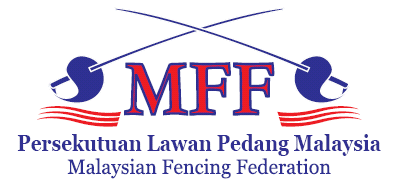 MFF
Persekutuan Lawan Pedang Malaysia
Malaysian Fencing Federation